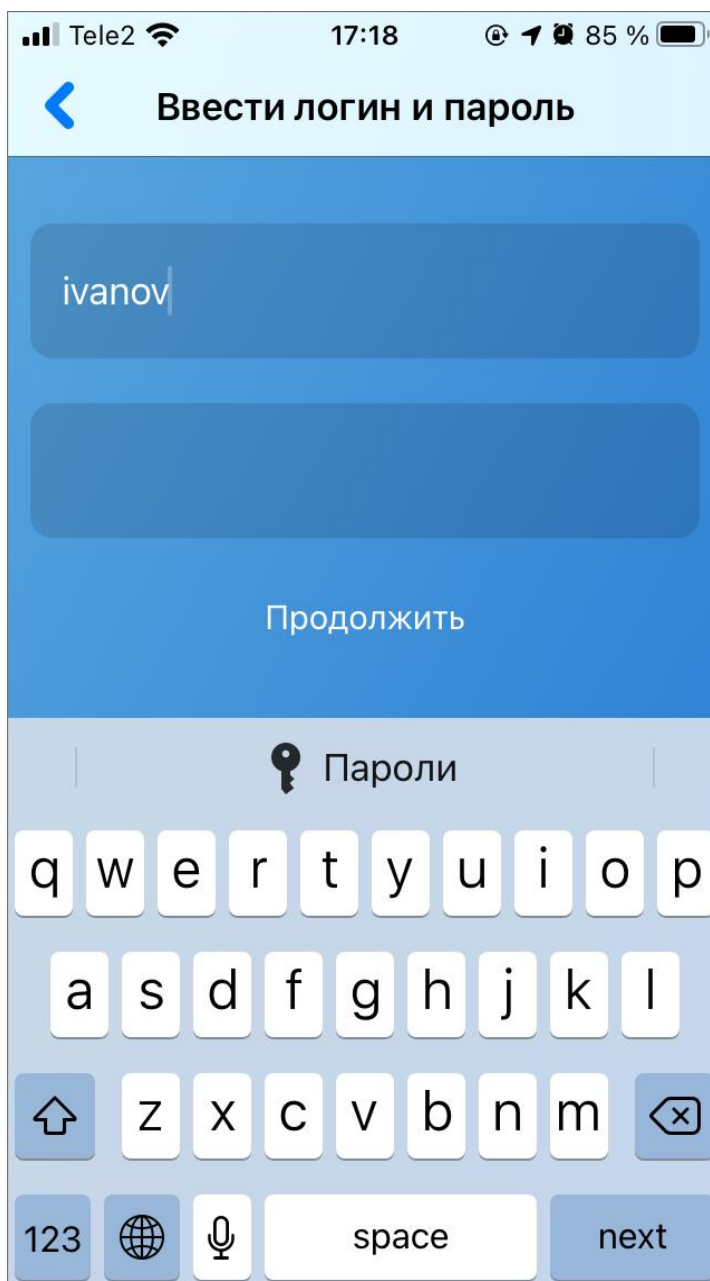 Tele2 17:18 85 %
Ввести логин и пароль
ivanov
Продолжить
Пароли
q w e r t y u i o p
a s d f g h j k l
z x c v b n m
123 space next